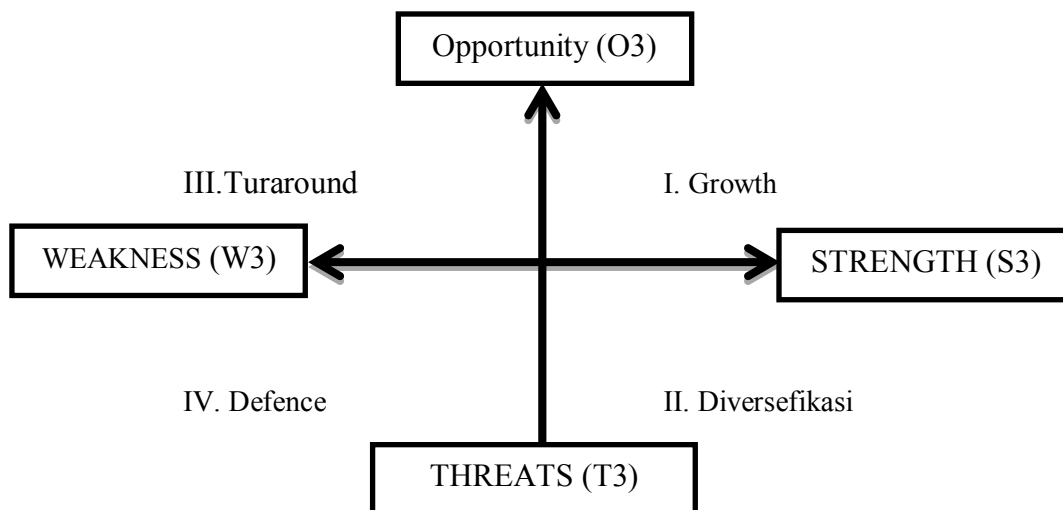 Opportunity (O3)
III.Turaround
I. Growth
WEAKNESS (W3)
STRENGTH (S3)
IV. Defence
II. Diversefikasi
THREATS (T3)